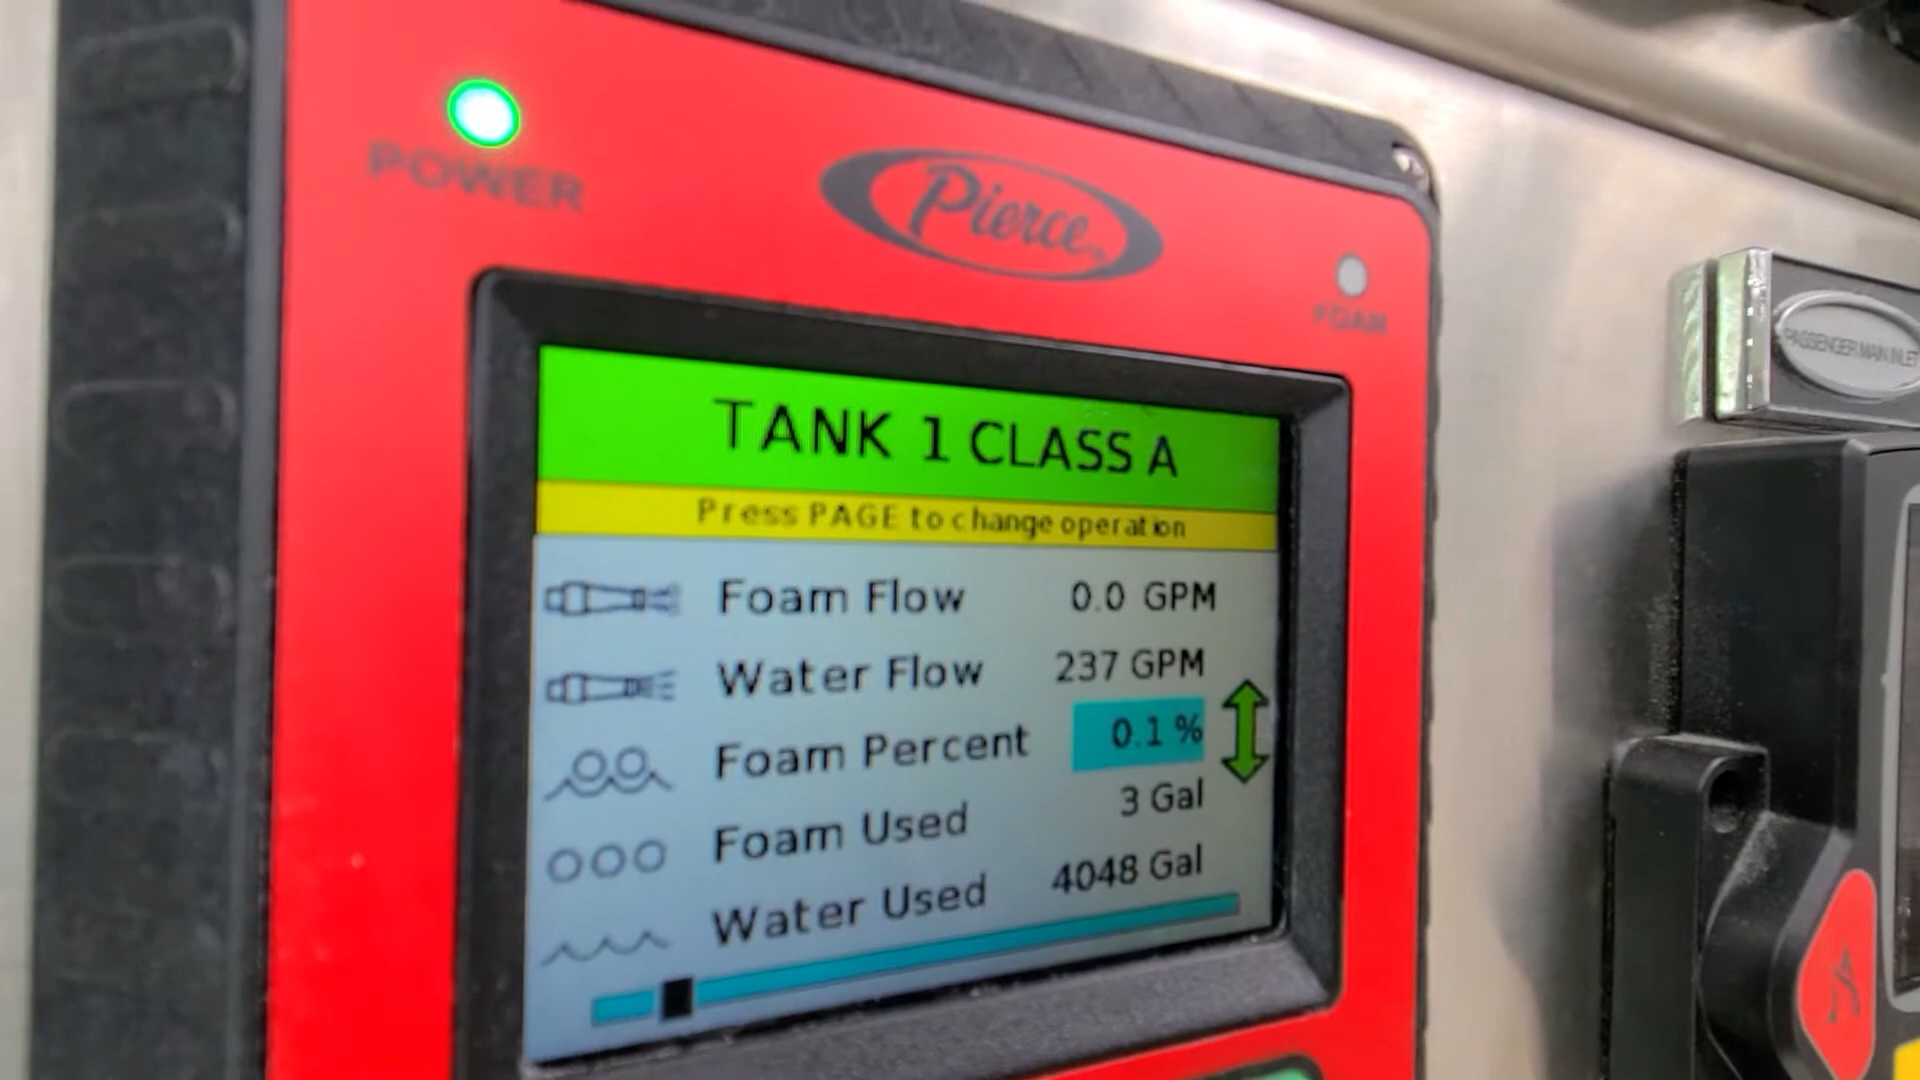 POWER
Pierce
FOAM
TANK 1 CLASS A
Press PAGE to change operation
Foam Flow 0.0 GPM
Water Flow 237 GPM
Foam Percent 0.1 %
Foam Used 3 Gal
Water Used 4048 Gal
PASSENGER MAIN INLET